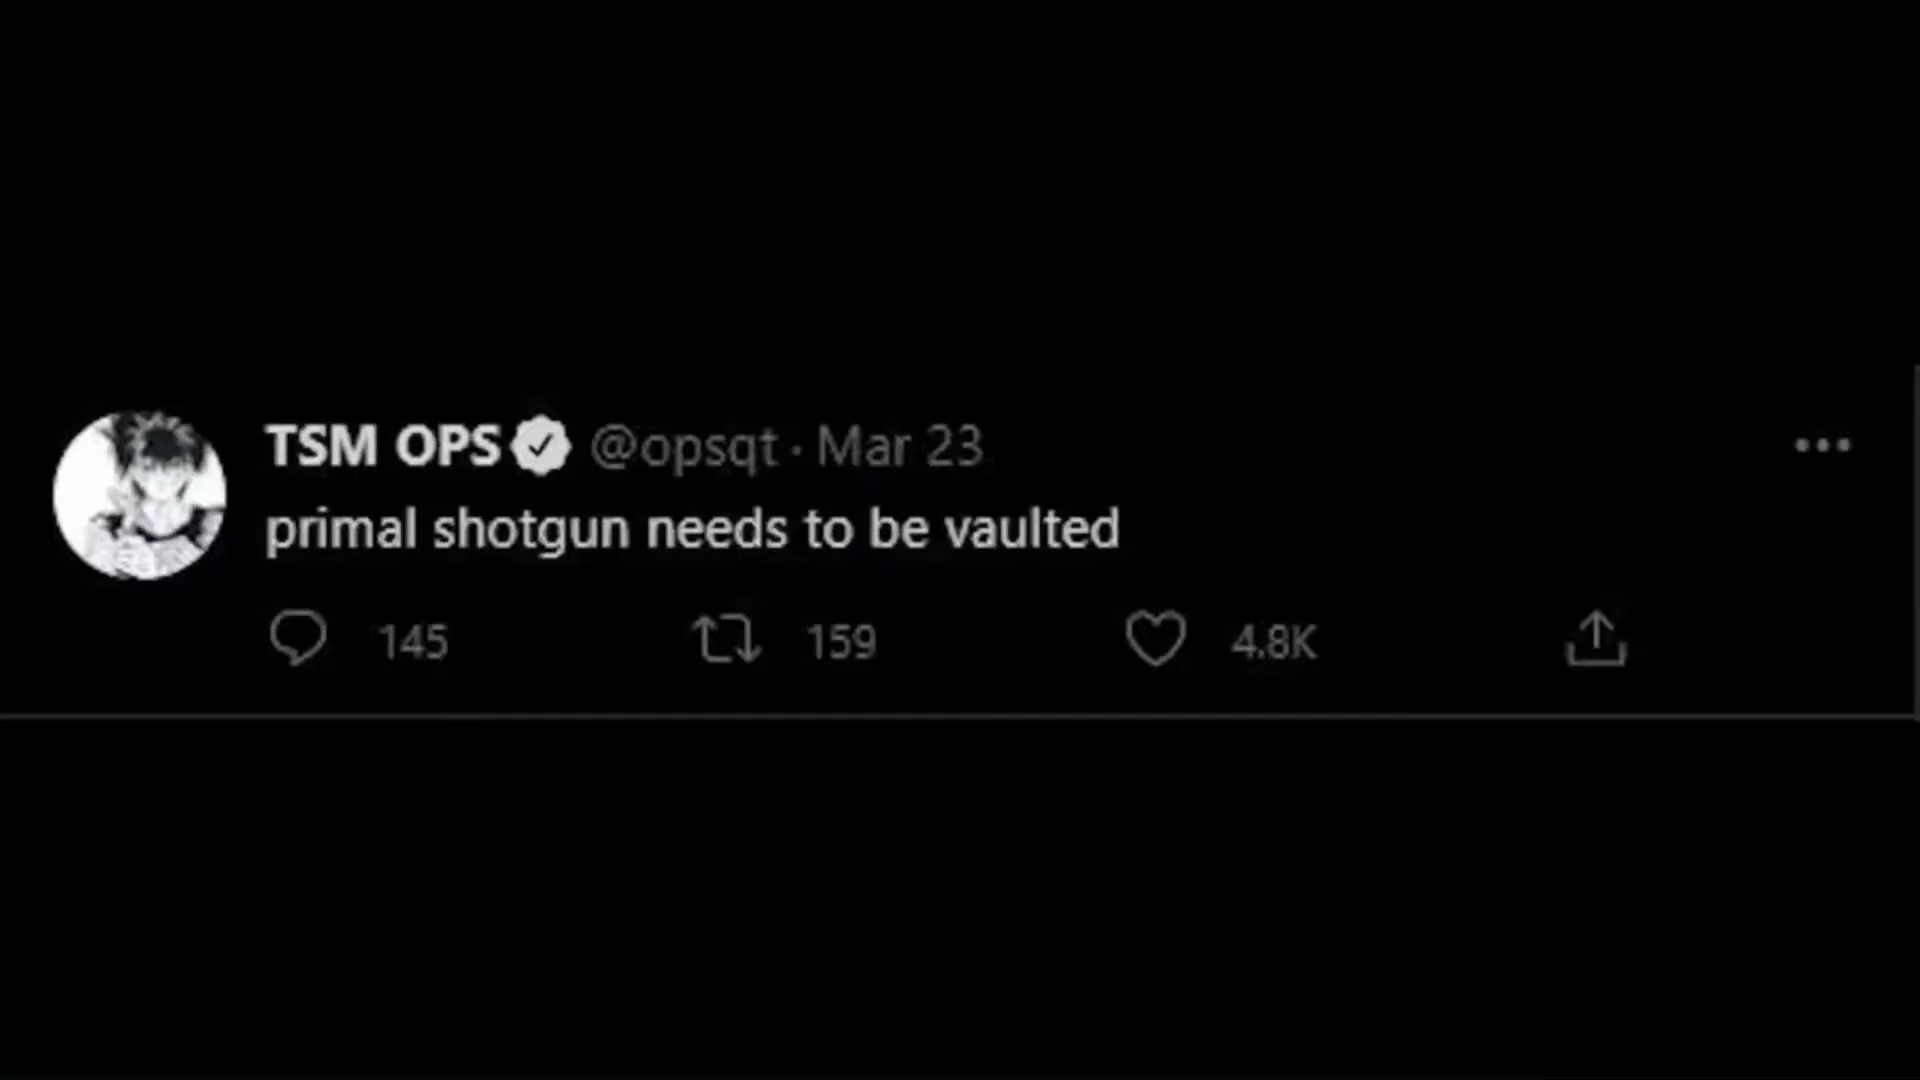 TSM OPS @opsqt · Mar 23
primal shotgun needs to be vaulted
145 159 4.8K